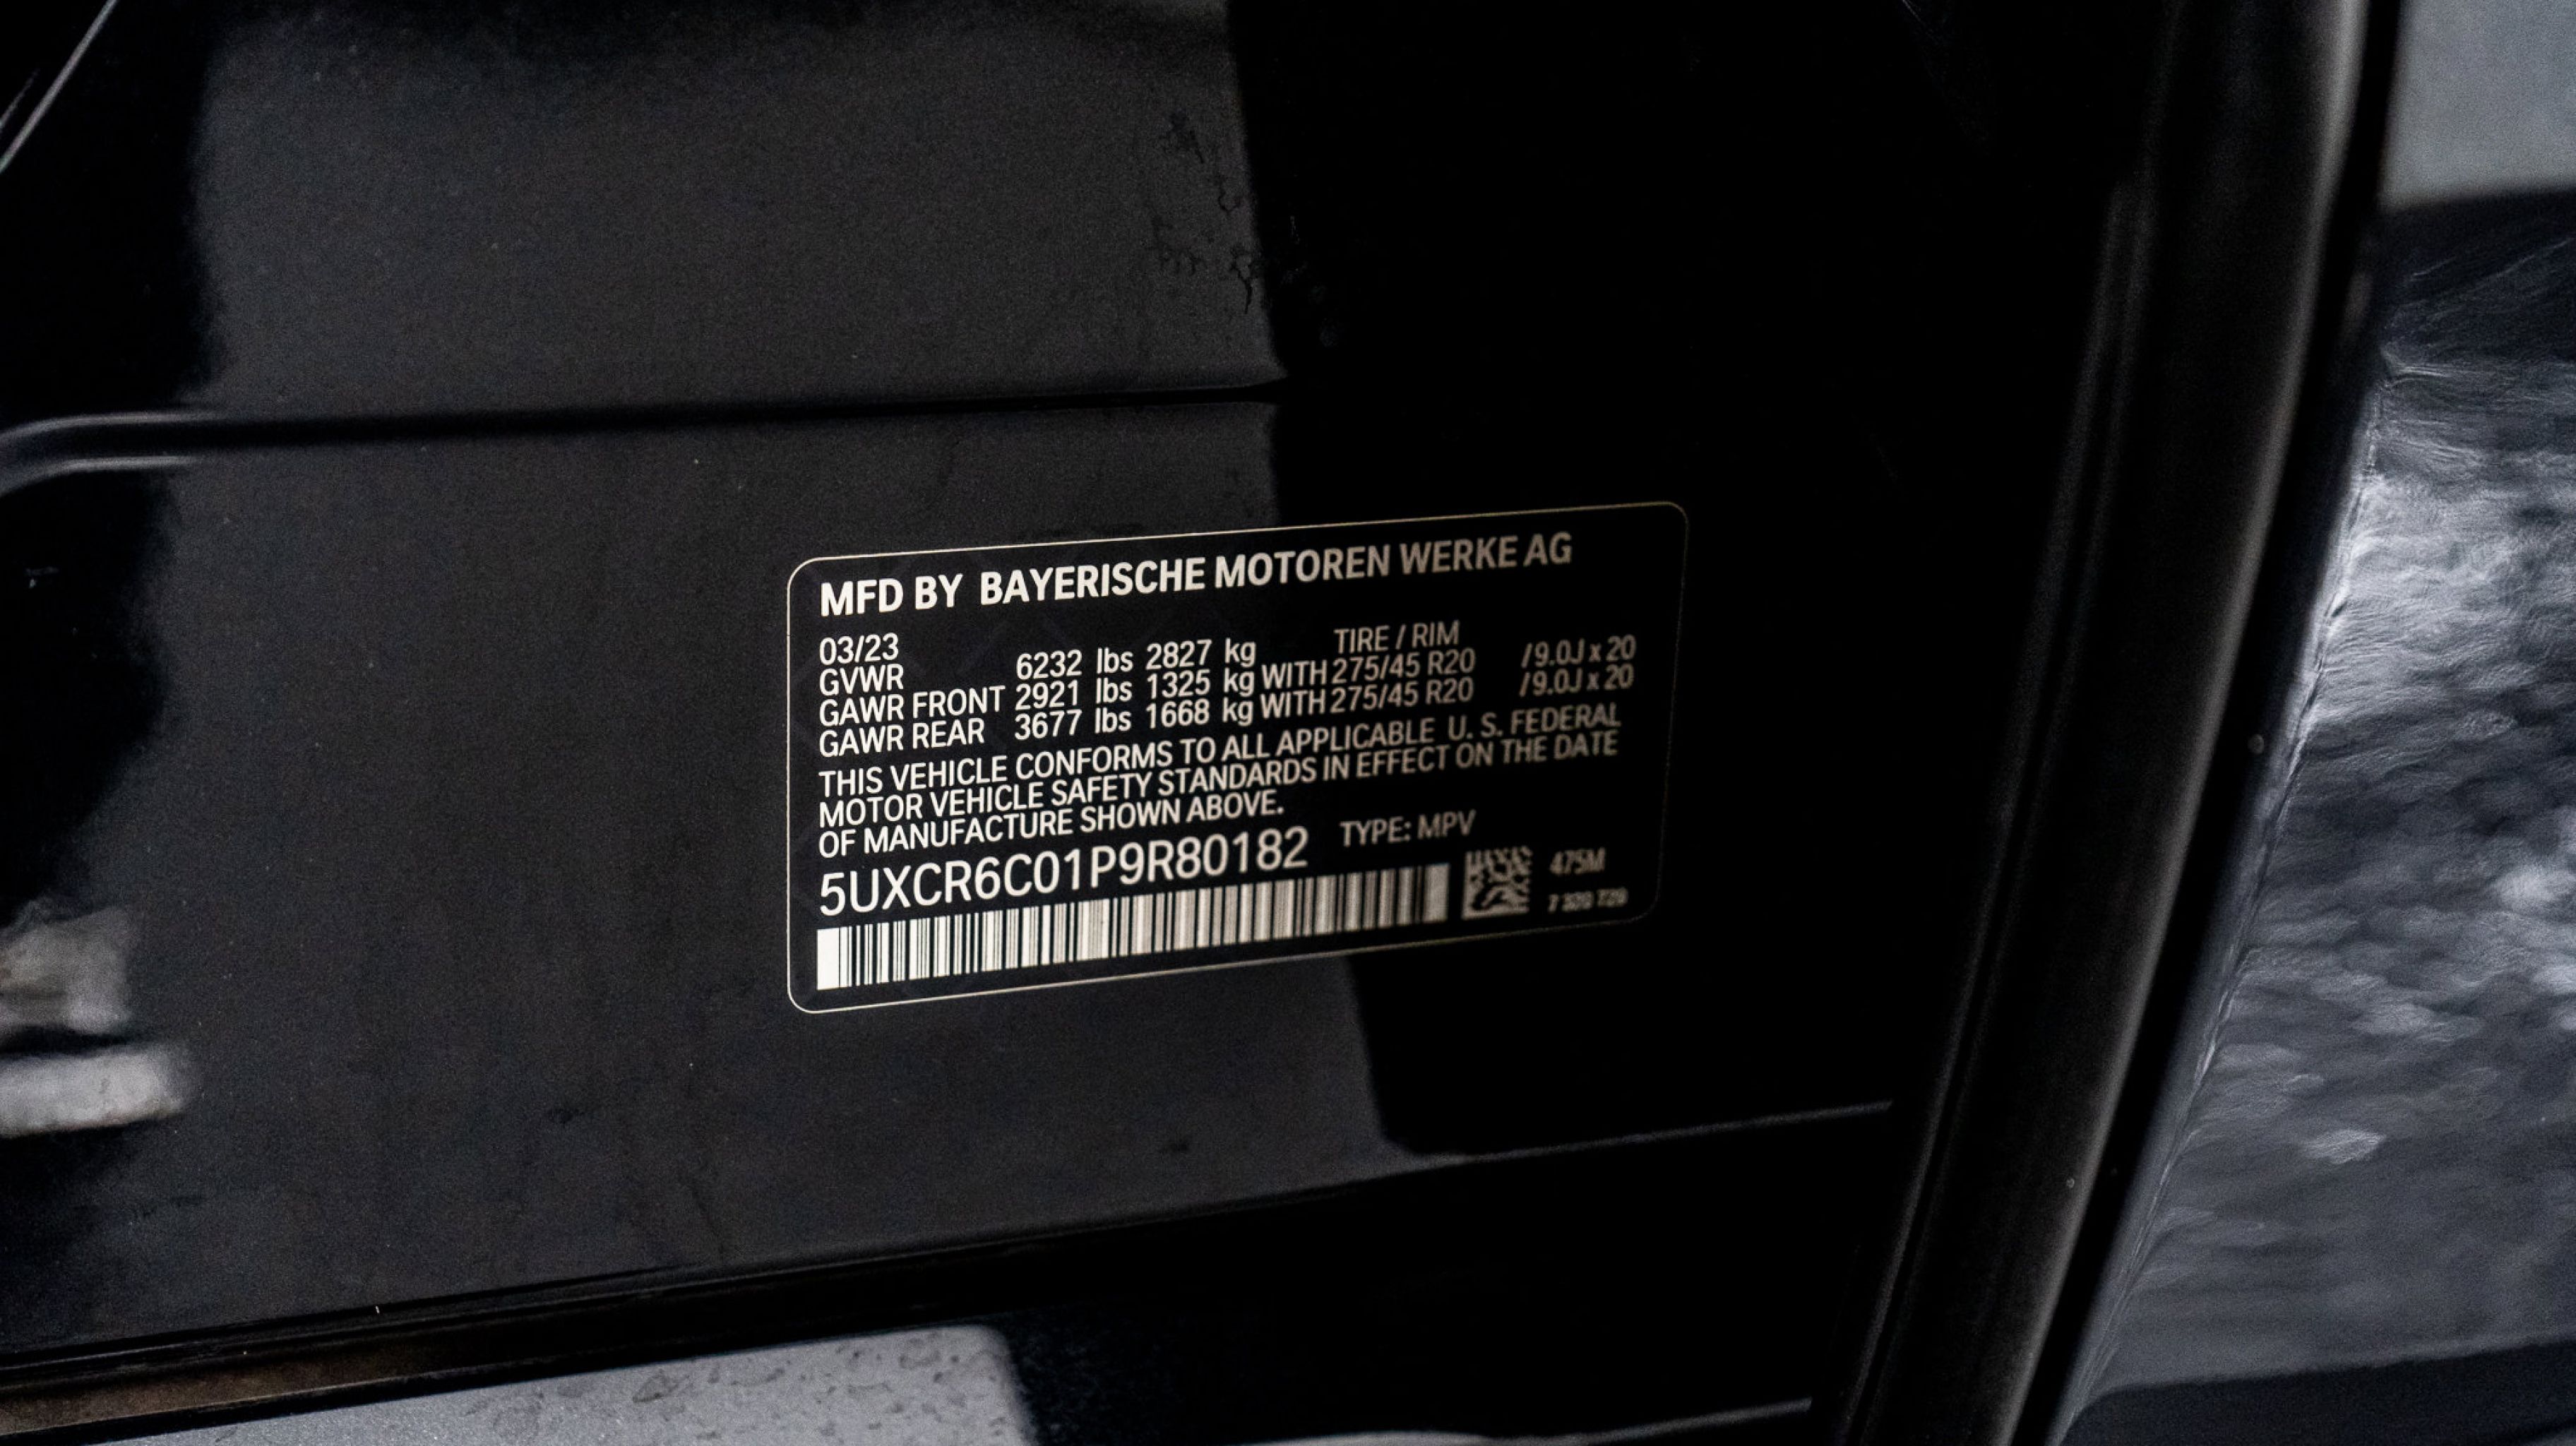 MFD BY BAYERISCHE MOTOREN WERKE AG
03/23 TIRE / RIM
GVWR 6232 lbs 2827 kg
GAWR FRONT 2921 lbs 1325 kg WITH 275/45 R20 /9.0J x 20
GAWR REAR 3677 lbs 1668 kg WITH 275/45 R20 /9.0J x 20
THIS VEHICLE CONFORMS TO ALL APPLICABLE U. S. FEDERAL
MOTOR VEHICLE SAFETY STANDARDS IN EFFECT ON THE DATE
OF MANUFACTURE SHOWN ABOVE.
5UXCR6C01P9R80182 TYPE: MPV
475M